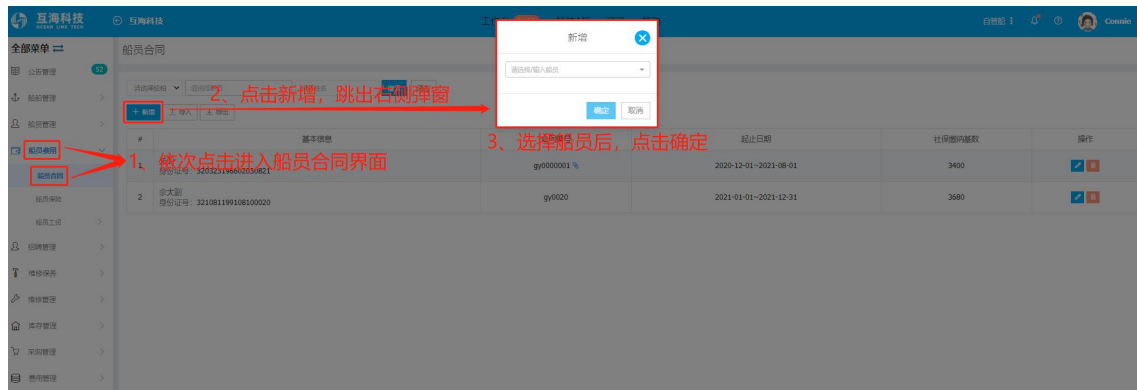 互海科技
OCEAN LINK TECH
互海科技
自营船
Connie
全部菜单
船员合同
新增
公告管理
52
请选择/输入船员
船舶管理
2、点击新增，跳出右侧弹窗
新增
导入
导出
确定
取消
船员管理
3、选择船员后，点击确定
#
基本信息
起止日期
社保缴纳基数
操作
船员费用
1、依次点击进入船员合同界面
1
身份证号：320323196602050821
gy0000001
2020-12-01~2021-08-01
3400
船员合同
2
余大副
身份证号：321081199108100020
gy0020
2021-01-01~2021-12-31
3680
船员保险
船员工资
招聘管理
维修保养
维修管理
库存管理
采购管理
费用管理